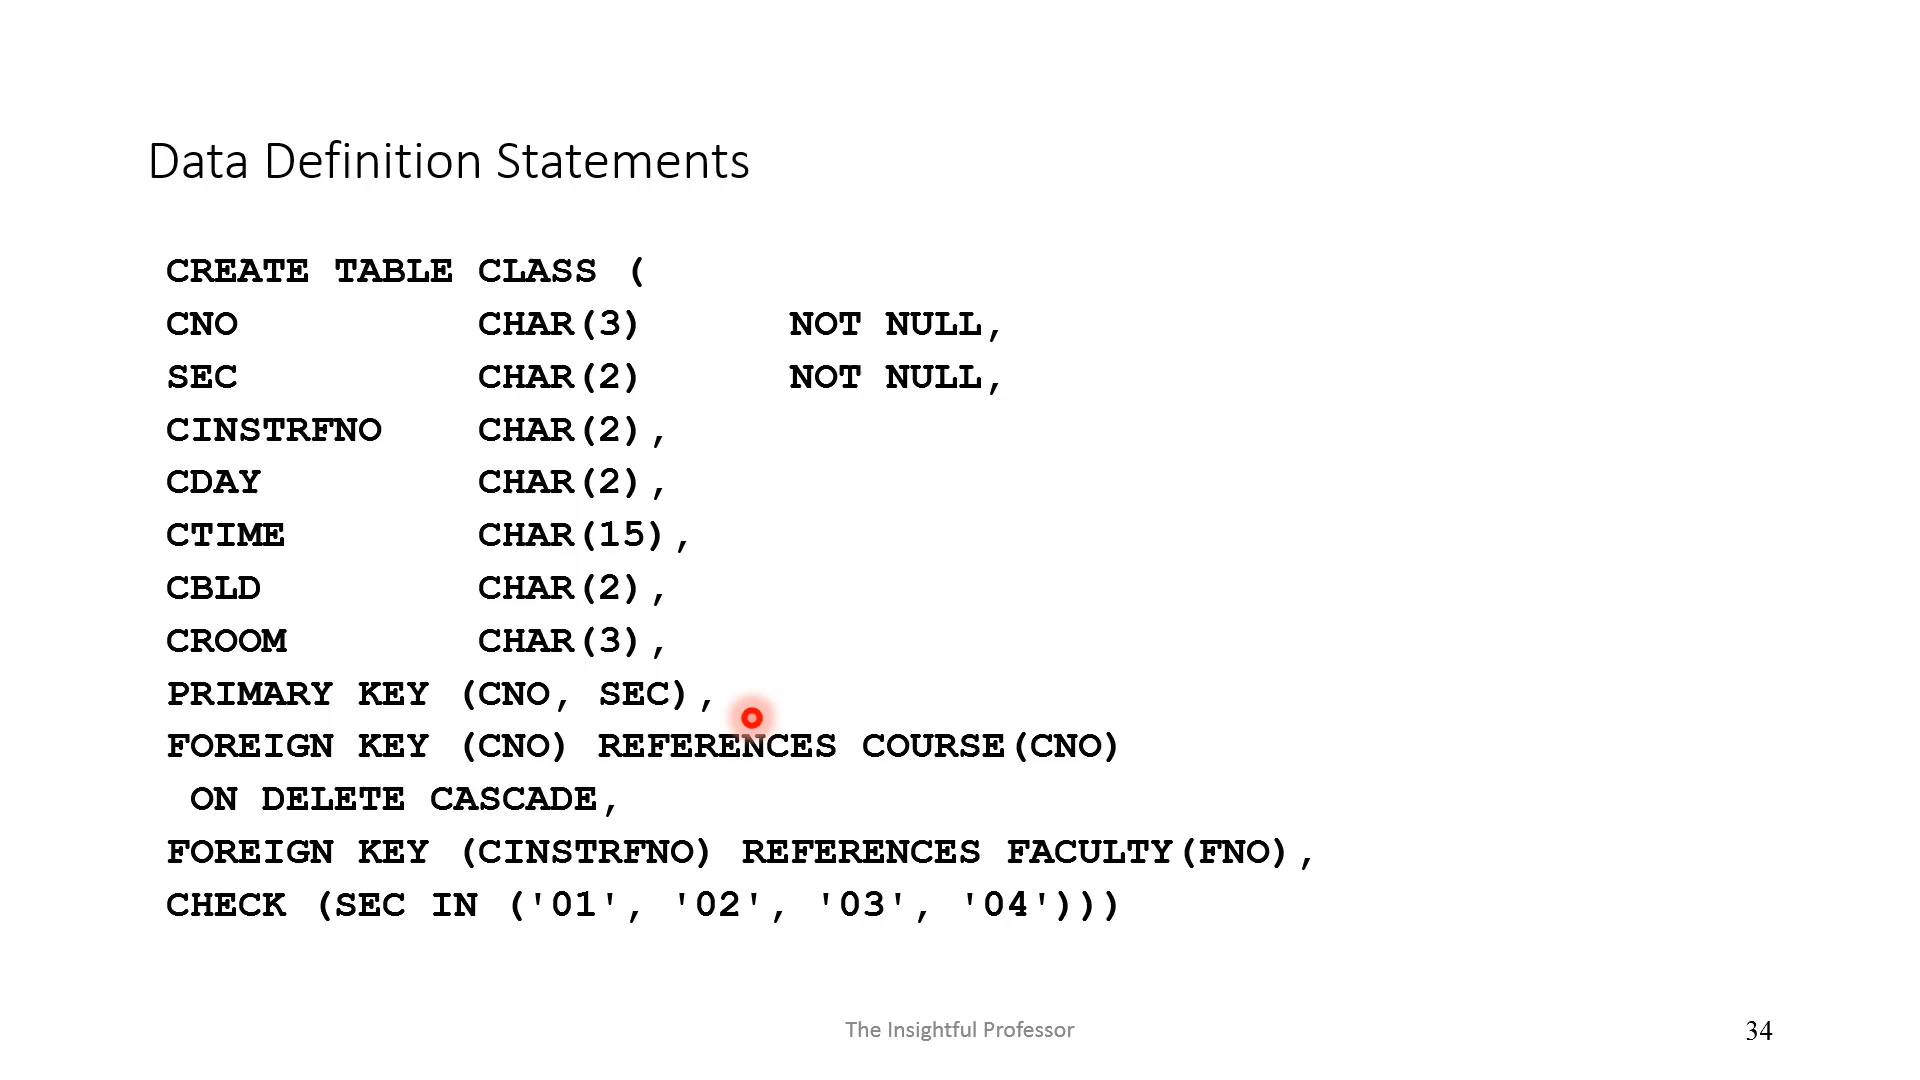 Data Definition Statements
CREATE TABLE CLASS (
CNO CHAR(3) NOT NULL,
SEC CHAR(2) NOT NULL,
CINSTRFNO CHAR(2),
CDAY CHAR(2),
CTIME CHAR(15),
CBLD CHAR(2),
CROOM CHAR(3),
PRIMARY KEY (CNO, SEC),
FOREIGN KEY (CNO) REFERENCES COURSE(CNO)
ON DELETE CASCADE,
FOREIGN KEY (CINSTRFNO) REFERENCES FACULTY(FNO),
CHECK (SEC IN ('01', '02', '03', '04')))
The Insightful Professor
34